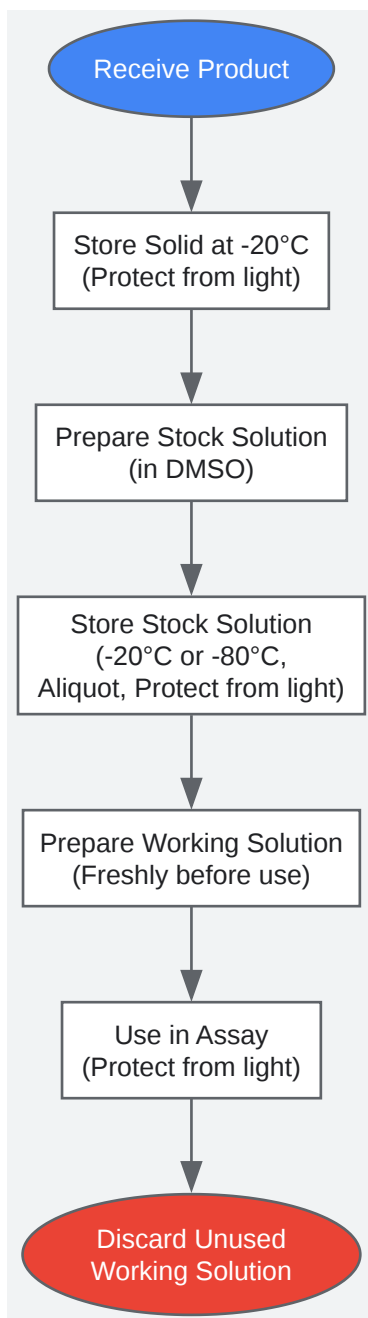 Receive Product
Store Solid at -20°C
(Protect from light)
Prepare Stock Solution
(in DMSO)
Store Stock Solution
(-20°C or -80°C,
Aliquot, Protect from light)
Prepare Working Solution
(Freshly before use)
Use in Assay
(Protect from light)
Discard Unused
Working Solution